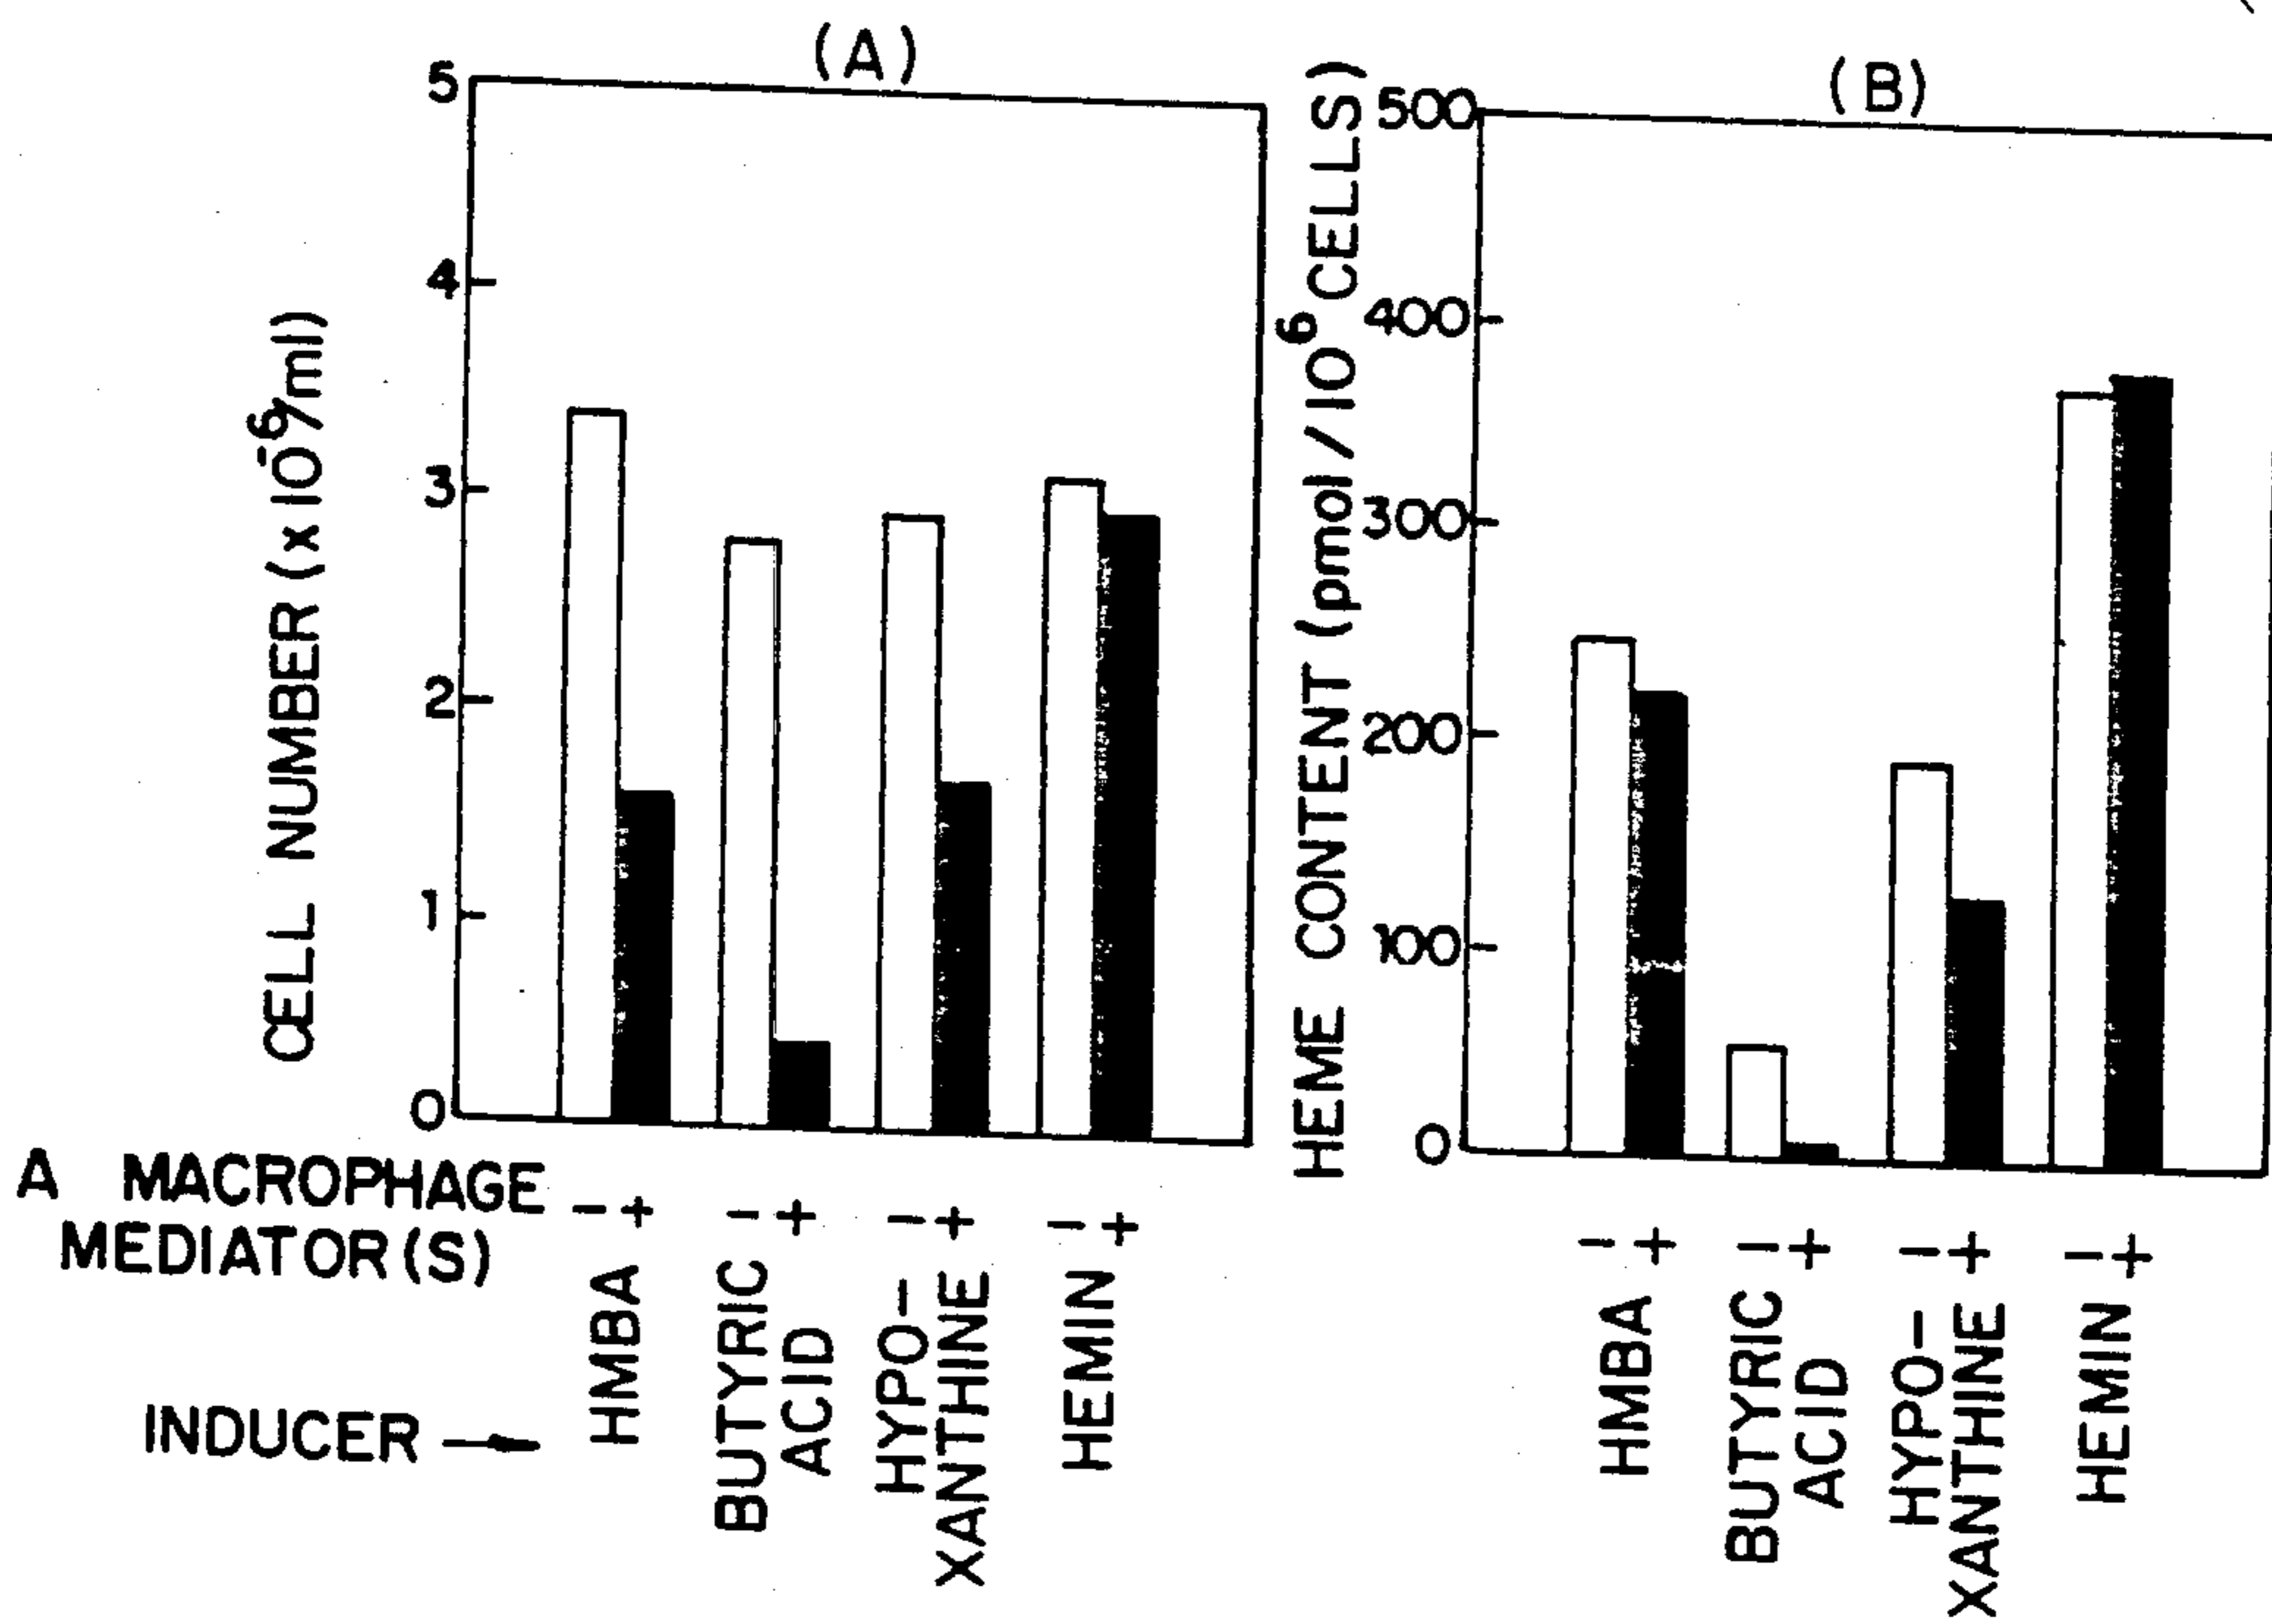 (A)
5
4
3
2
1
0
CELL NUMBER (x10⁻⁶/ml)
(B)
500
400
300
200
100
0
HEME CONTENT (pmol/10⁶ CELLS)
A MACROPHAGE - + - + - + - +
MEDIATOR(S)
- + - + - + - +
INDUCER →
HMBA
BUTYRIC
ACID
HYPO-
XANTHINE
HEMIN
HMBA
BUTYRIC
ACID
HYPO-
XANTHINE
HEMIN